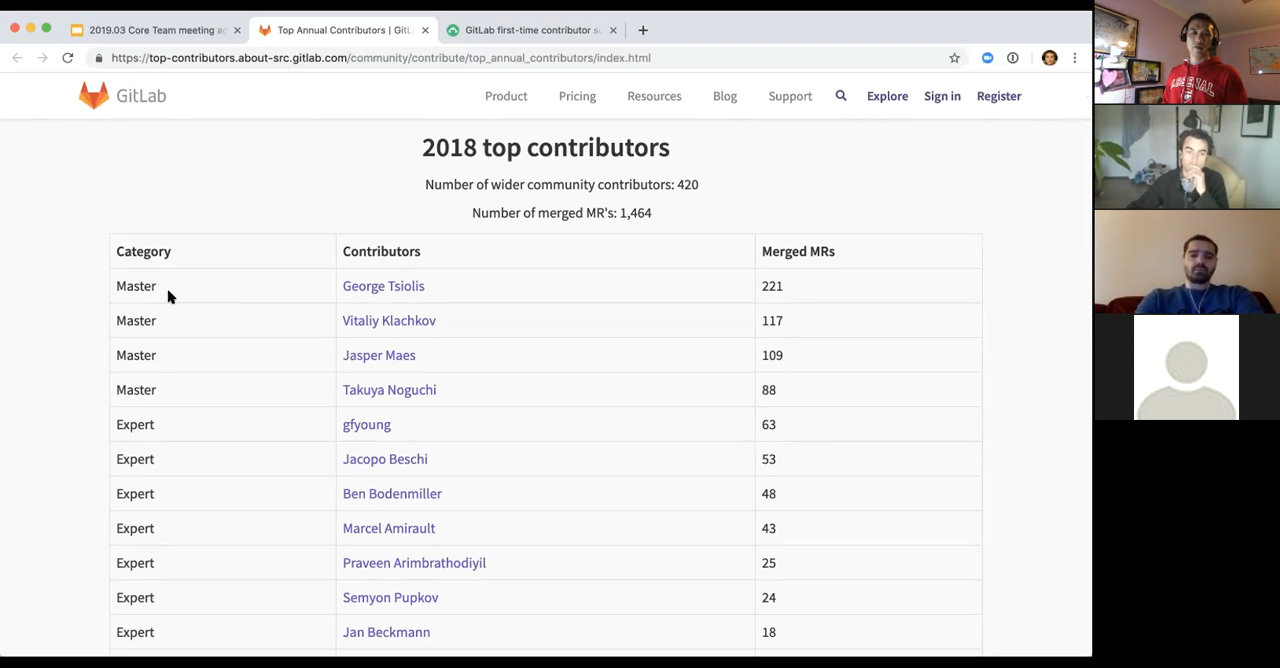 2019.03 Core Team meeting a
Top Annual Contributors | GitL
GitLab first-time contributor s
https://top-contributors.about-src.gitlab.com/community/contribute/top_annual_contributors/index.html
GitLab
Product Pricing Resources Blog Support Explore Sign in Register
2018 top contributors
Number of wider community contributors: 420
Number of merged MR's: 1,464
Category Contributors Merged MRs
Master George Tsiolis 221
Master Vitaliy Klachkov 117
Master Jasper Maes 109
Master Takuya Noguchi 88
Expert gfyoung 63
Expert Jacopo Beschi 53
Expert Ben Bodenmiller 48
Expert Marcel Amirault 43
Expert Praveen Arimbrathodiyil 25
Expert Semyon Pupkov 24
Expert Jan Beckmann 18
ARSENAL